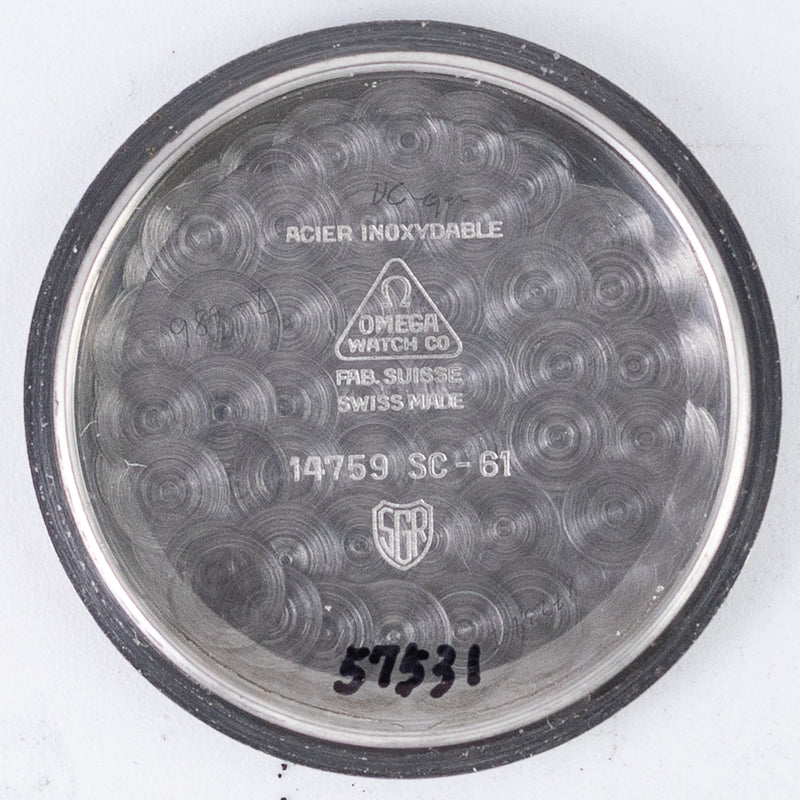 ACIER INOXYDABLE
Ω
OMEGA
WATCH CO
FAB. SUISSE
SWISS MADE
14759 SC-61
SGR
57531